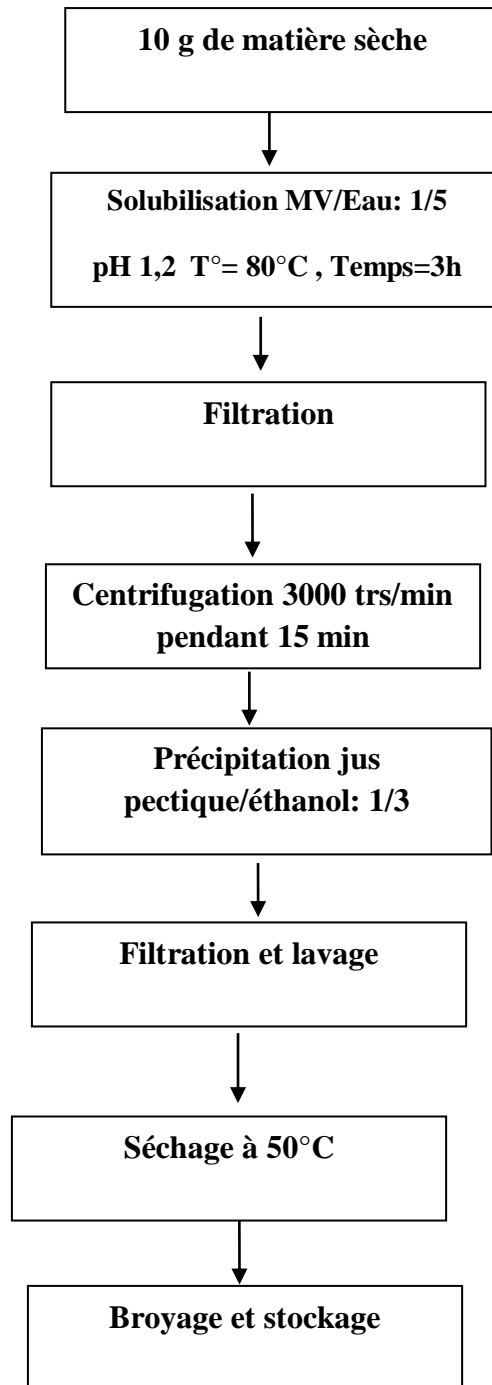 10 g de matière sèche
Solubilisation MV/Eau: 1/5
pH 1,2 T°= 80°C , Temps=3h
Filtration
Centrifugation 3000 trs/min
pendant 15 min
Précipitation jus
pectique/éthanol: 1/3
Filtration et lavage
Séchage à 50°C
Broyage et stockage